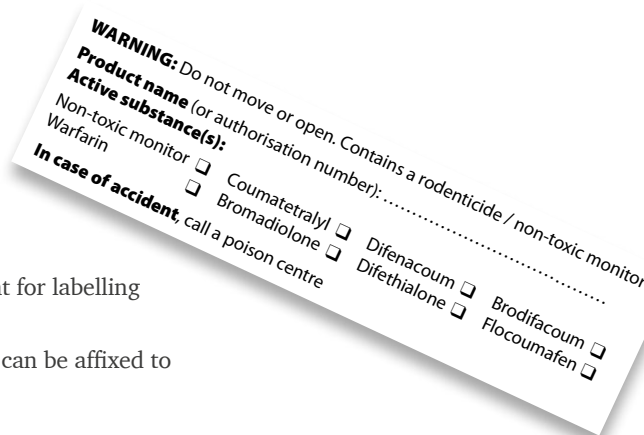 WARNING: Do not move or open. Contains a rodenticide / non-toxic monitor
Product name (or authorisation number): ........................................
Active substance(s):
Non-toxic monitor ❑ Coumatetralyl ❑ Difenacoum ❑ Brodifacoum ❑
Warfarin ❑ Bromadiolone ❑ Difethialone ❑ Flocoumafen ❑
In case of accident, call a poison centre
t for labelling
can be affixed to